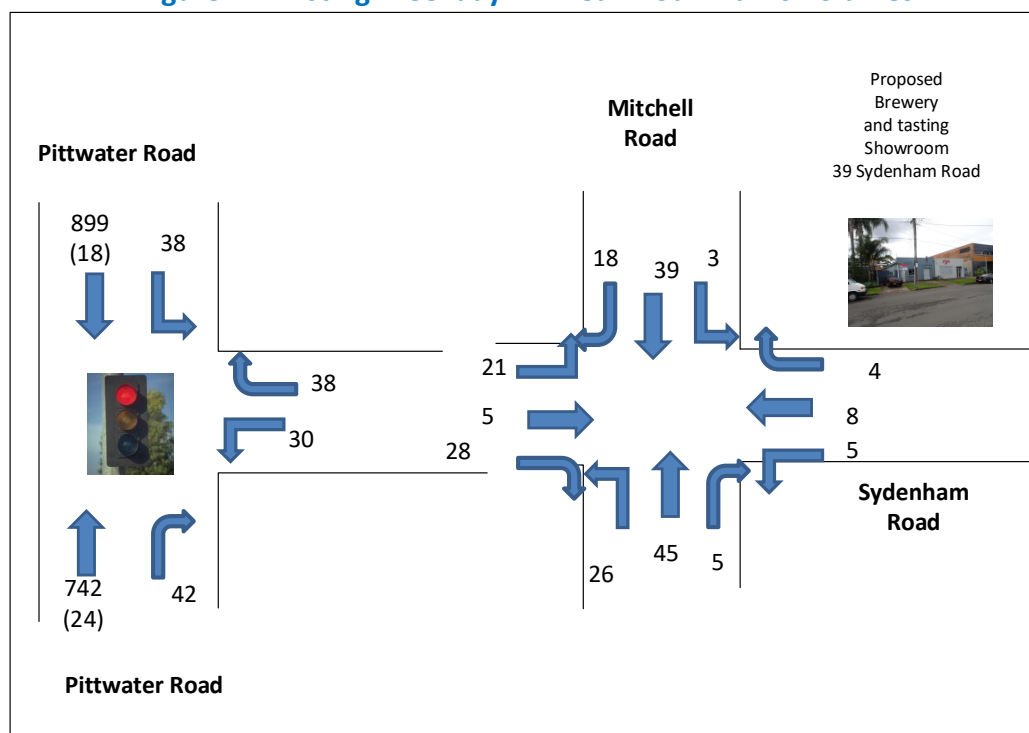 Mitchell
Road
Proposed
Brewery
and tasting
Showroom
39 Sydenham Road
Pittwater Road
899
(18)
38
18
39
3
21
38
4
5
8
30
28
5
Sydenham
Road
742
(24)
42
26
45
5
Pittwater Road